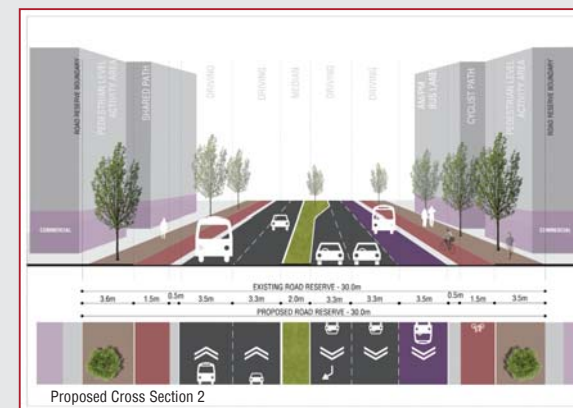 ROAD RESERVE BOUNDARY
PEDESTRIAN LEVEL
ACTIVITY AREA
SHARED PATH
DRIVING
DRIVING
MEDIAN
DRIVING
DRIVING
AM/PM
BUS LANE
CYCLIST PATH
PEDESTRIAN LEVEL
ACTIVITY AREA
ROAD RESERVE BOUNDARY
COMMERCIAL
COMMERCIAL
EXISTING ROAD RESERVE - 30.0m
3.6m 1.5m 0.5m 3.5m 3.3m 2.0m 3.3m 3.3m 3.5m 0.5m 1.5m 3.5m
PROPOSED ROAD RESERVE - 30.0m
Proposed Cross Section 2